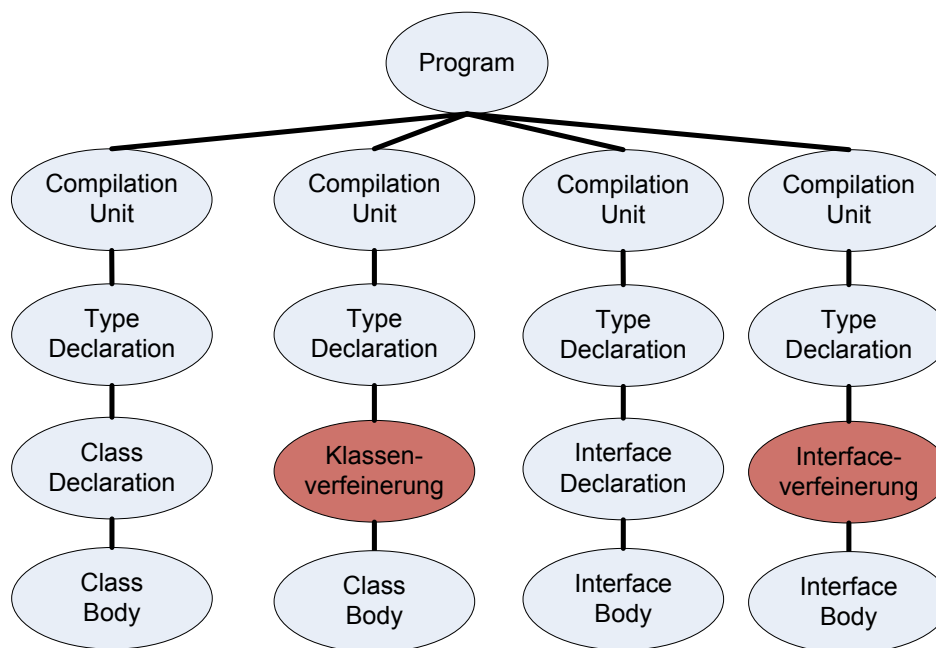 Program
Compilation
Unit
Compilation
Unit
Compilation
Unit
Compilation
Unit
Type
Declaration
Type
Declaration
Type
Declaration
Type
Declaration
Class
Declaration
Klassen-
verfeinerung
Interface
Declaration
Interface-
verfeinerung
Class
Body
Class
Body
Interface
Body
Interface
Body